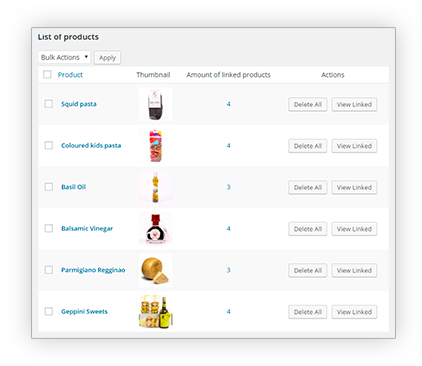 List of products
Bulk Actions Apply
Product Thumbnail Amount of linked products Actions
Squid pasta 4 Delete All View Linked
Coloured kids pasta 4 Delete All View Linked
Basil Oil 3 Delete All View Linked
Balsamic Vinegar 4 Delete All View Linked
Parmigiano Regginao 3 Delete All View Linked
Geppini Sweets 4 Delete All View Linked